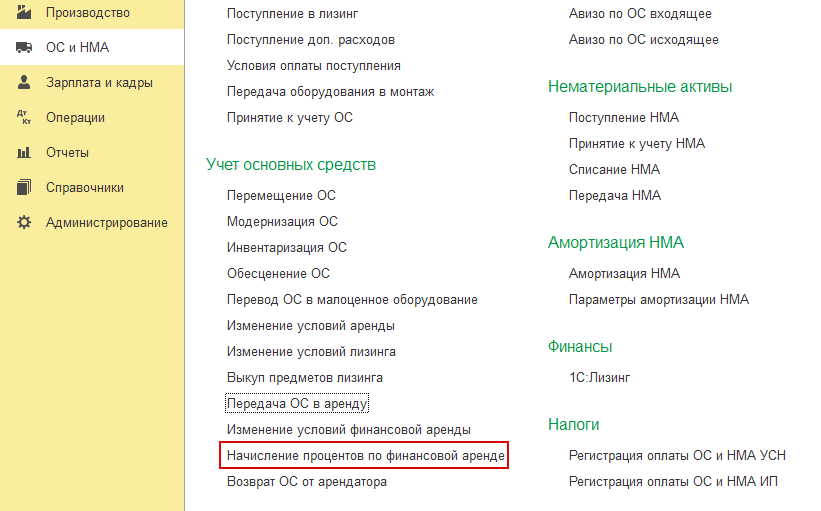 Производство
ОС и НМА
Зарплата и кадры
Дт
Кт
Операции
Отчеты
Справочники
Администрирование
Поступление в лизинг
Поступление доп. расходов
Условия оплаты поступления
Передача оборудования в монтаж
Принятие к учету ОС
Учет основных средств
Перемещение ОС
Модернизация ОС
Инвентаризация ОС
Обесценение ОС
Перевод ОС в малоценное оборудование
Изменение условий аренды
Изменение условий лизинга
Выкуп предметов лизинга
Передача ОС в аренду
Изменение условий финансовой аренды
Начисление процентов по финансовой аренде
Возврат ОС от арендатора
Авизо по ОС входящее
Авизо по ОС исходящее
Нематериальные активы
Поступление НМА
Принятие к учету НМА
Списание НМА
Передача НМА
Амортизация НМА
Амортизация НМА
Параметры амортизации НМА
Финансы
1С:Лизинг
Налоги
Регистрация оплаты ОС и НМА УСН
Регистрация оплаты ОС и НМА ИП